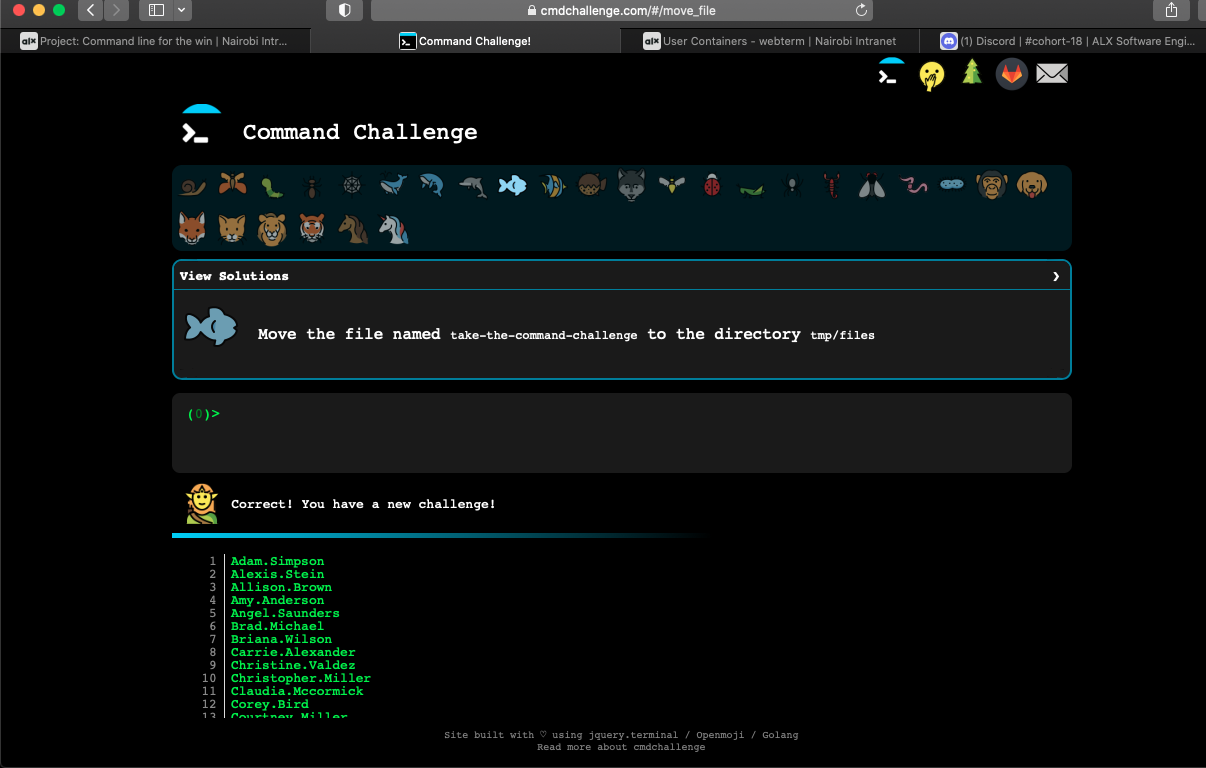 cmdchallenge.com/#/move_file
alx Project: Command line for the win | Nairobi Intr...
Command Challenge!
alx User Containers - webterm | Nairobi Intranet
(1) Discord | #cohort-18 | ALX Software Engi...
Command Challenge
View Solutions
Move the file named take-the-command-challenge to the directory tmp/files
(0)>
Correct! You have a new challenge!
1 Adam.Simpson
2 Alexis.Stein
3 Allison.Brown
4 Amy.Anderson
5 Angel.Saunders
6 Brad.Michael
7 Briana.Wilson
8 Carrie.Alexander
9 Christine.Valdez
10 Christopher.Miller
11 Claudia.Mccormick
12 Corey.Bird
13 Courtney.Miller
Site built with ♡ using jquery.terminal / Openmoji / Golang
Read more about cmdchallenge